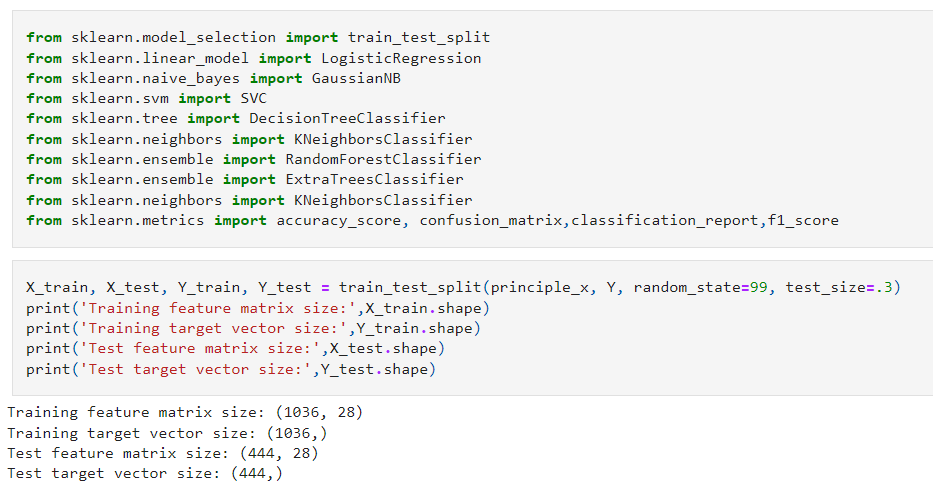 from sklearn.model_selection import train_test_split
from sklearn.linear_model import LogisticRegression
from sklearn.naive_bayes import GaussianNB
from sklearn.svm import SVC
from sklearn.tree import DecisionTreeClassifier
from sklearn.neighbors import KNeighborsClassifier
from sklearn.ensemble import RandomForestClassifier
from sklearn.ensemble import ExtraTreesClassifier
from sklearn.neighbors import KNeighborsClassifier
from sklearn.metrics import accuracy_score, confusion_matrix,classification_report,f1_score
X_train, X_test, Y_train, Y_test = train_test_split(principle_x, Y, random_state=99, test_size=.3)
print('Training feature matrix size:',X_train.shape)
print('Training target vector size:',Y_train.shape)
print('Test feature matrix size:',X_test.shape)
print('Test target vector size:',Y_test.shape)
Training feature matrix size: (1036, 28)
Training target vector size: (1036,)
Test feature matrix size: (444, 28)
Test target vector size: (444,)